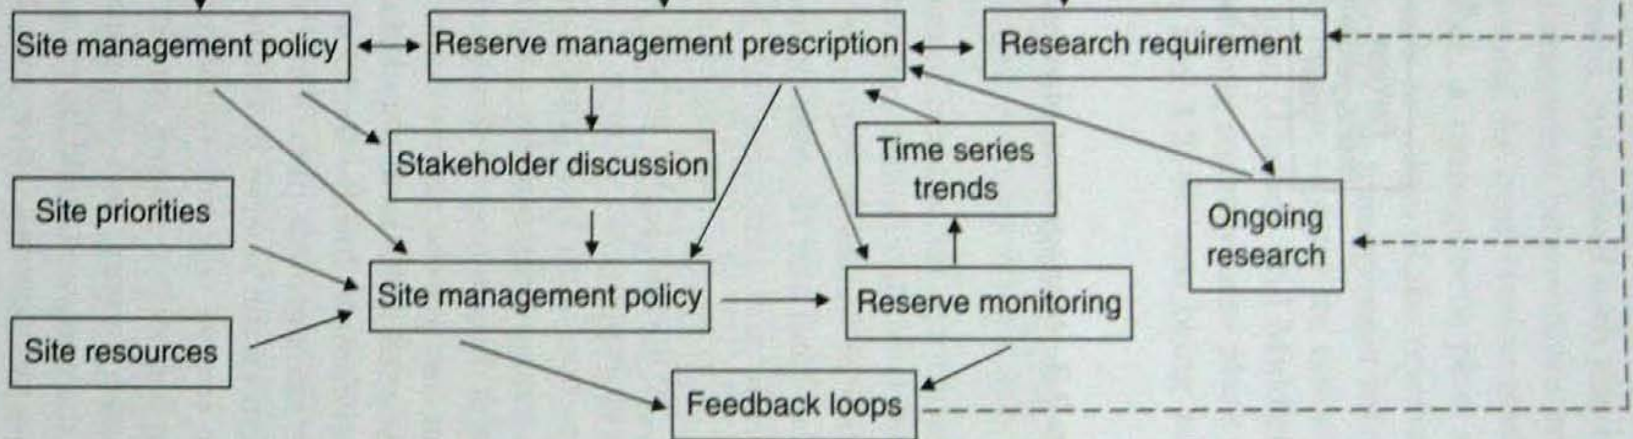 Site management policy
Reserve management prescription
Research requirement
Stakeholder discussion
Time series
trends
Site priorities
Ongoing
research
Site management policy
Reserve monitoring
Site resources
Feedback loops